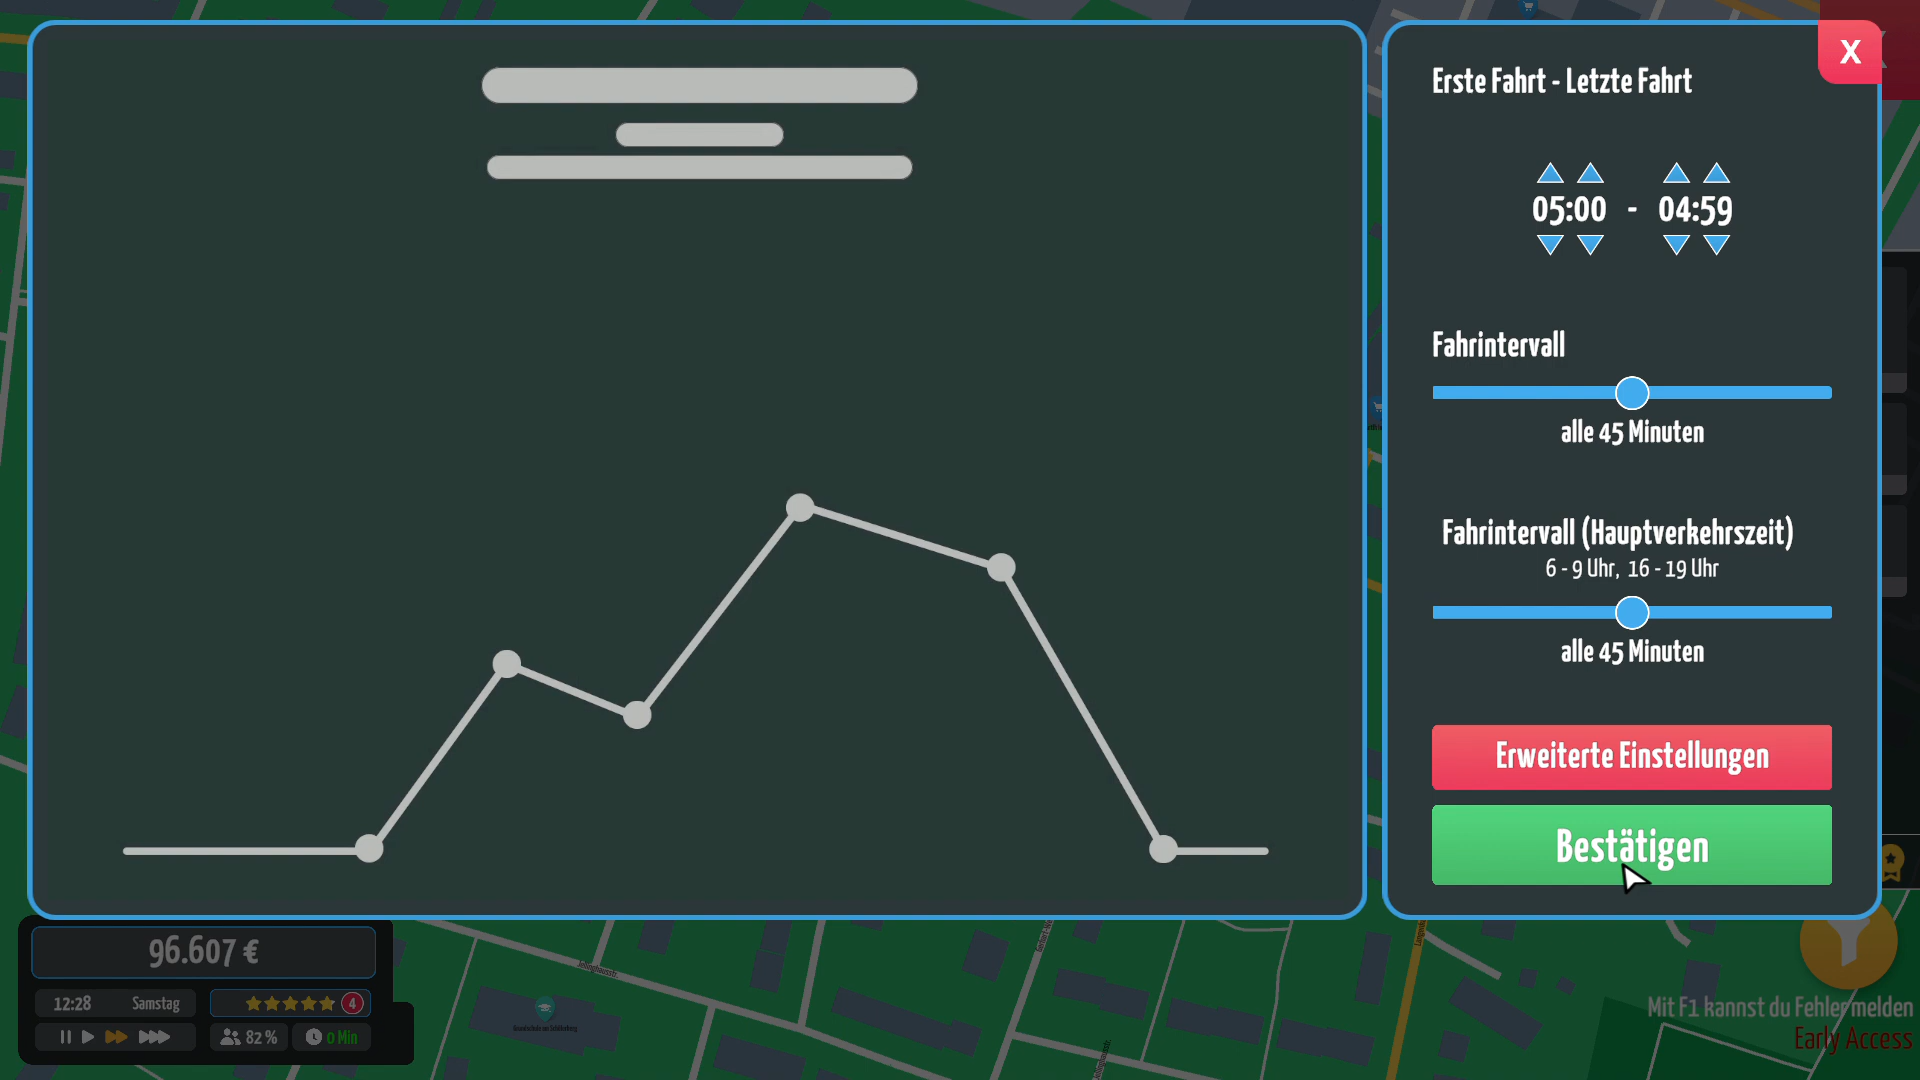 Erste Fahrt - Letzte Fahrt
X
05:00 - 04:59
Fahrintervall
alle 45 Minuten
Fahrintervall (Hauptverkehrszeit)
6 - 9 Uhr, 16 - 19 Uhr
alle 45 Minuten
Erweiterte Einstellungen
Bestätigen
96.607 €
12:28 Samstag
4
82 %
0 Min
Mit F1 kannst du Fehler melden
Early Access